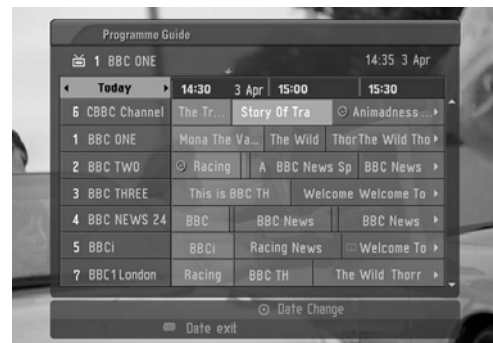 Programme Guide
1 BBC ONE 14:35 3 Apr
Today 14:30 3 Apr 15:00 15:30
6 CBBC Channel The Tr... Story Of Tra Animadness ...
1 BBC ONE Mona The Va... The Wild Thor The Wild Tho
2 BBC TWO Racing A BBC News Sp BBC News
3 BBC THREE This is BBC TH Welcome Welcome To
4 BBC NEWS 24 BBC BBC News BBC News
5 BBCi BBCi Racing News Welcome To
7 BBC1 London Racing BBC TH The Wild Thorr
Date Change
Date exit